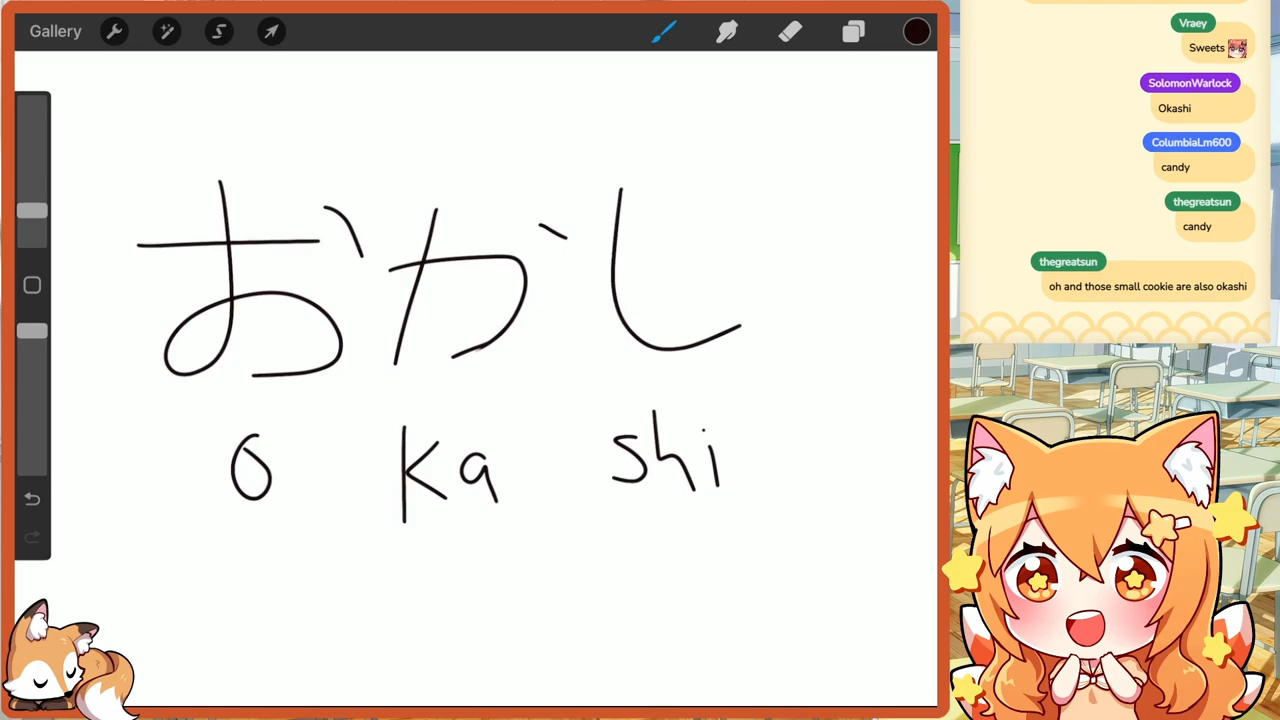 Gallery
おかし
o ka shi
Vraey
Sweets
SolomonWarlock
Okashi
ColumbiaLm600
candy
thegreatsun
candy
thegreatsun
oh and those small cookie are also okashi